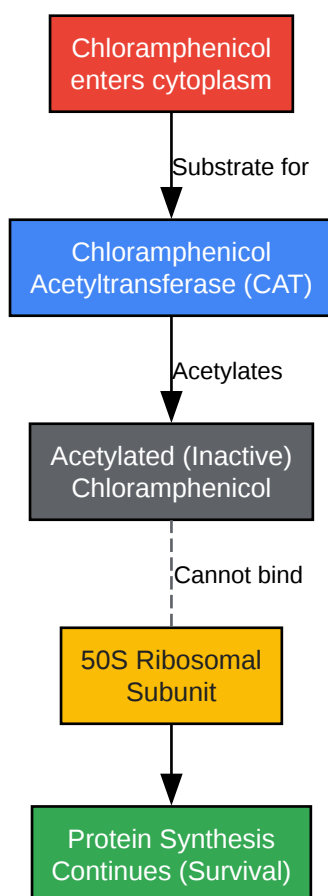 Chloramphenicol
enters cytoplasm
Substrate for
Chloramphenicol
Acetyltransferase (CAT)
Acetylates
Acetylated (Inactive)
Chloramphenicol
Cannot bind
50S Ribosomal
Subunit
Protein Synthesis
Continues (Survival)